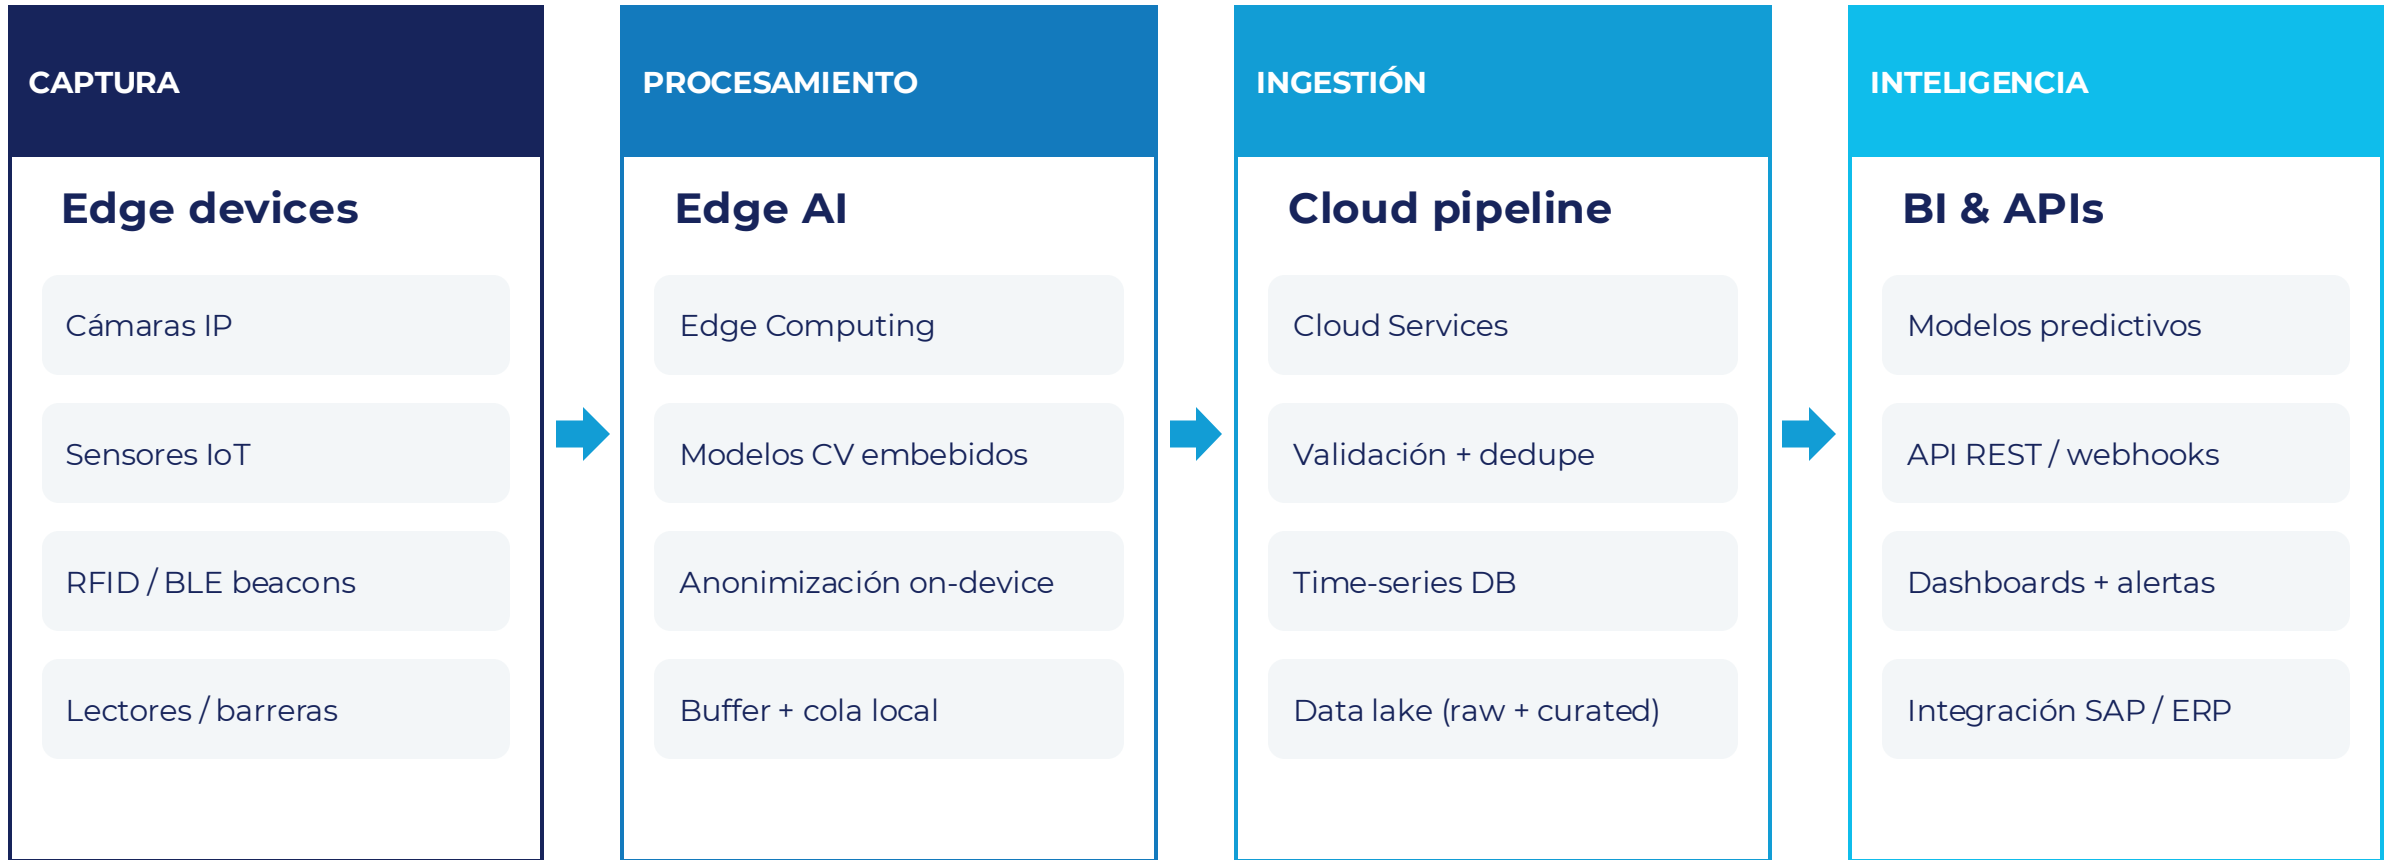 CAPTURA
Edge devices
Cámaras IP
Sensores IoT
RFID / BLE beacons
Lectores / barreras
PROCESAMIENTO
Edge AI
Edge Computing
Modelos CV embebidos
Anonimización on-device
Buffer + cola local
INGESTIÓN
Cloud pipeline
Cloud Services
Validación + dedupe
Time-series DB
Data lake (raw + curated)
INTELIGENCIA
BI & APIs
Modelos predictivos
API REST / webhooks
Dashboards + alertas
Integración SAP / ERP